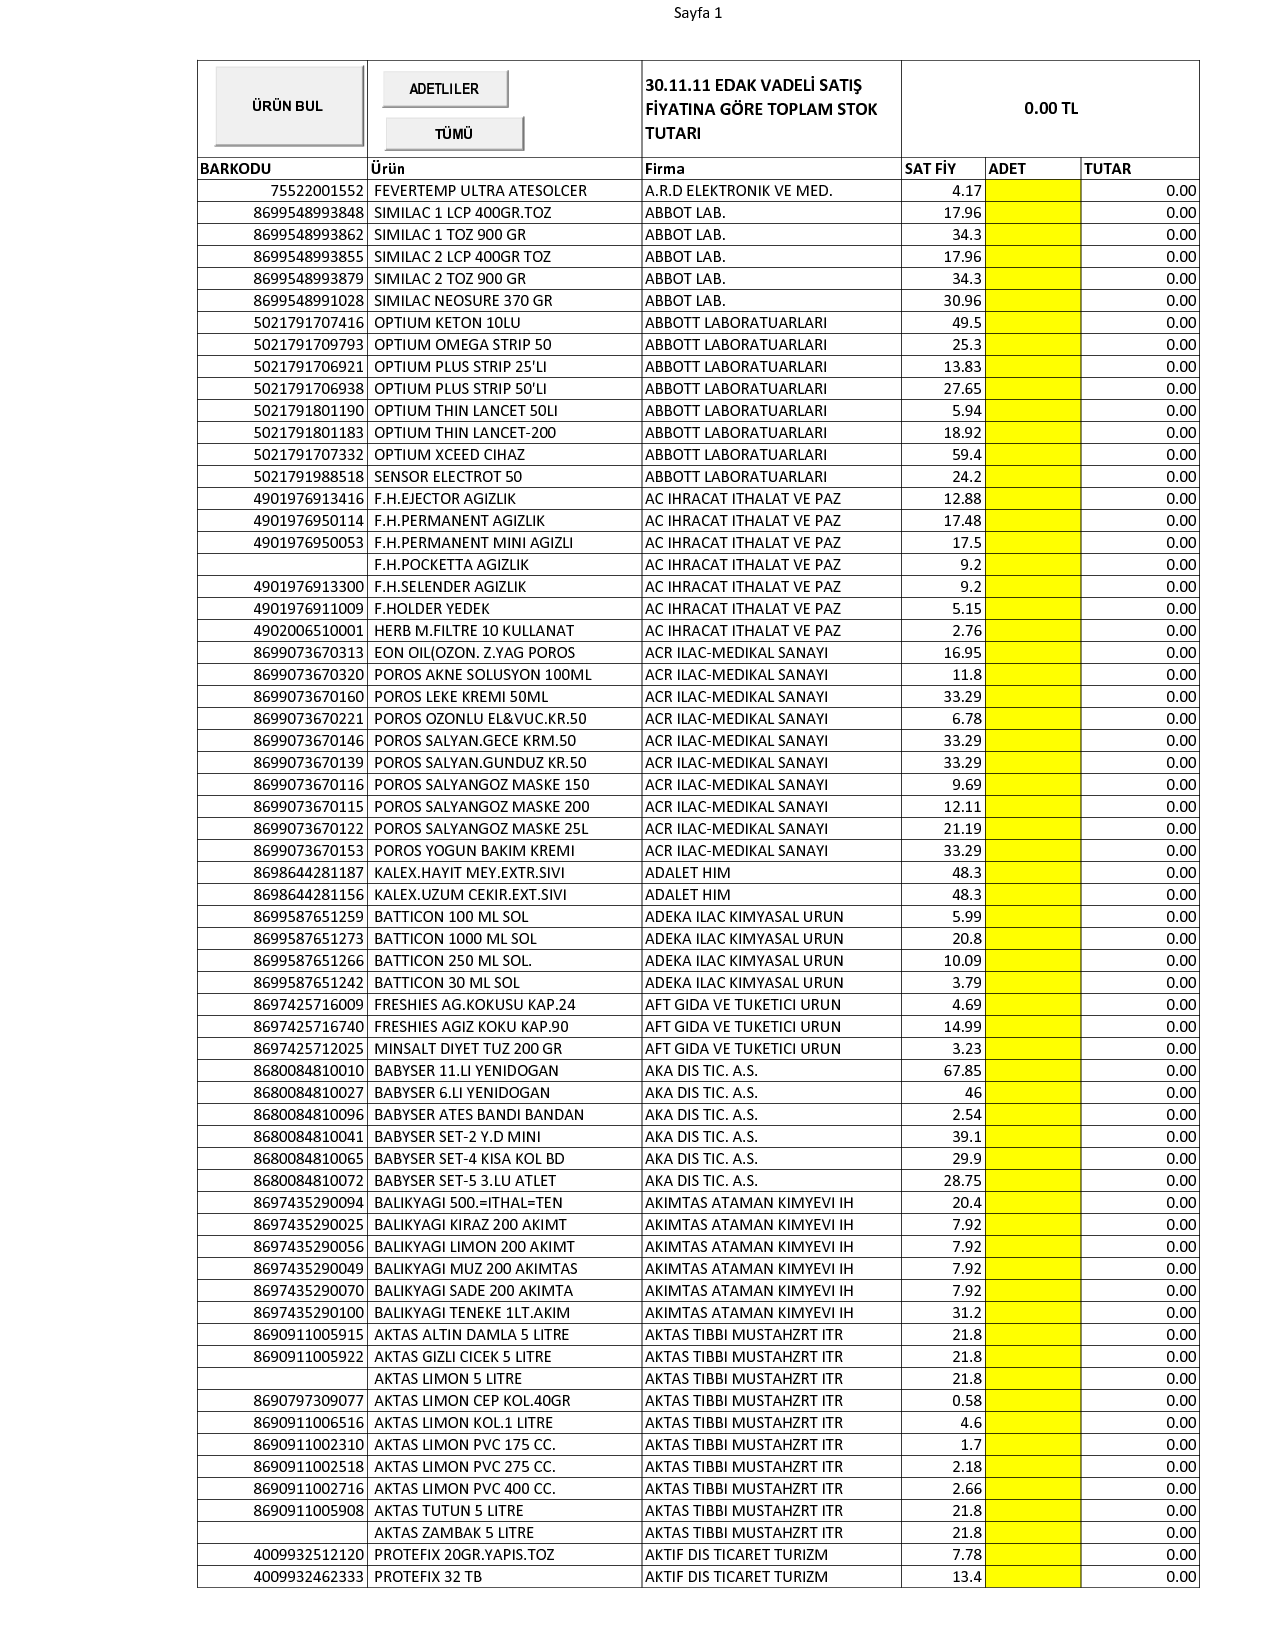 Sayfa 1
ÜRÜN BUL
ADETLILER
TÜMÜ
30.11.11 EDAK VADELİ SATIŞ
FİYATINA GÖRE TOPLAM STOK
TUTARI
0.00 TL
BARKODU Ürün Firma SAT FİY ADET TUTAR
75522001552 FEVERTEMP ULTRA ATESOLCER A.R.D ELEKTRONIK VE MED. 4.17 0.00
8699548993848 SIMILAC 1 LCP 400GR.TOZ ABBOT LAB. 17.96 0.00
8699548993862 SIMILAC 1 TOZ 900 GR ABBOT LAB. 34.3 0.00
8699548993855 SIMILAC 2 LCP 400GR TOZ ABBOT LAB. 17.96 0.00
8699548993879 SIMILAC 2 TOZ 900 GR ABBOT LAB. 34.3 0.00
8699548991028 SIMILAC NEOSURE 370 GR ABBOT LAB. 30.96 0.00
5021791707416 OPTIUM KETON 10LU ABBOTT LABORATUARLARI 49.5 0.00
5021791709793 OPTIUM OMEGA STRIP 50 ABBOTT LABORATUARLARI 25.3 0.00
5021791706921 OPTIUM PLUS STRIP 25'LI ABBOTT LABORATUARLARI 13.83 0.00
5021791706938 OPTIUM PLUS STRIP 50'LI ABBOTT LABORATUARLARI 27.65 0.00
5021791801190 OPTIUM THIN LANCET 50LI ABBOTT LABORATUARLARI 5.94 0.00
5021791801183 OPTIUM THIN LANCET-200 ABBOTT LABORATUARLARI 18.92 0.00
5021791707332 OPTIUM XCEED CIHAZ ABBOTT LABORATUARLARI 59.4 0.00
5021791988518 SENSOR ELECTROT 50 ABBOTT LABORATUARLARI 24.2 0.00
4901976913416 F.H.EJECTOR AGIZLIK AC IHRACAT ITHALAT VE PAZ 12.88 0.00
4901976950114 F.H.PERMANENT AGIZLIK AC IHRACAT ITHALAT VE PAZ 17.48 0.00
4901976950053 F.H.PERMANENT MINI AGIZLI AC IHRACAT ITHALAT VE PAZ 17.5 0.00
F.H.POCKETTA AGIZLIK AC IHRACAT ITHALAT VE PAZ 9.2 0.00
4901976913300 F.H.SELENDER AGIZLIK AC IHRACAT ITHALAT VE PAZ 9.2 0.00
4901976911009 F.HOLDER YEDEK AC IHRACAT ITHALAT VE PAZ 5.15 0.00
4902006510001 HERB M.FILTRE 10 KULLANAT AC IHRACAT ITHALAT VE PAZ 2.76 0.00
8699073670313 EON OIL(OZON. Z.YAG POROS ACR ILAC-MEDIKAL SANAYI 16.95 0.00
8699073670320 POROS AKNE SOLUSYON 100ML ACR ILAC-MEDIKAL SANAYI 11.8 0.00
8699073670160 POROS LEKE KREMI 50ML ACR ILAC-MEDIKAL SANAYI 33.29 0.00
8699073670221 POROS OZONLU EL&VUC.KR.50 ACR ILAC-MEDIKAL SANAYI 6.78 0.00
8699073670146 POROS SALYAN.GECE KRM.50 ACR ILAC-MEDIKAL SANAYI 33.29 0.00
8699073670139 POROS SALYAN.GUNDUZ KR.50 ACR ILAC-MEDIKAL SANAYI 33.29 0.00
8699073670116 POROS SALYANGOZ MASKE 150 ACR ILAC-MEDIKAL SANAYI 9.69 0.00
8699073670115 POROS SALYANGOZ MASKE 200 ACR ILAC-MEDIKAL SANAYI 12.11 0.00
8699073670122 POROS SALYANGOZ MASKE 25L ACR ILAC-MEDIKAL SANAYI 21.19 0.00
8699073670153 POROS YOGUN BAKIM KREMI ACR ILAC-MEDIKAL SANAYI 33.29 0.00
8698644281187 KALEX.HAYIT MEY.EXTR.SIVI ADALET HIM 48.3 0.00
8698644281156 KALEX.UZUM CEKIR.EXT.SIVI ADALET HIM 48.3 0.00
8699587651259 BATTICON 100 ML SOL ADEKA ILAC KIMYASAL URUN 5.99 0.00
8699587651273 BATTICON 1000 ML SOL ADEKA ILAC KIMYASAL URUN 20.8 0.00
8699587651266 BATTICON 250 ML SOL. ADEKA ILAC KIMYASAL URUN 10.09 0.00
8699587651242 BATTICON 30 ML SOL ADEKA ILAC KIMYASAL URUN 3.79 0.00
8697425716009 FRESHIES AG.KOKUSU KAP.24 AFT GIDA VE TUKETICI URUN 4.69 0.00
8697425716740 FRESHIES AGIZ KOKU KAP.90 AFT GIDA VE TUKETICI URUN 14.99 0.00
8697425712025 MINSALT DIYET TUZ 200 GR AFT GIDA VE TUKETICI URUN 3.23 0.00
8680084810010 BABYSER 11.LI YENIDOGAN AKA DIS TIC. A.S. 67.85 0.00
8680084810027 BABYSER 6.LI YENIDOGAN AKA DIS TIC. A.S. 46 0.00
8680084810096 BABYSER ATES BANDI BANDAN AKA DIS TIC. A.S. 2.54 0.00
8680084810041 BABYSER SET-2 Y.D MINI AKA DIS TIC. A.S. 39.1 0.00
8680084810065 BABYSER SET-4 KISA KOL BD AKA DIS TIC. A.S. 29.9 0.00
8680084810072 BABYSER SET-5 3.LU ATLET AKA DIS TIC. A.S. 28.75 0.00
8697435290094 BALIKYAGI 500.=ITHAL=TEN AKIMTAS ATAMAN KIMYEVI IH 20.4 0.00
8697435290025 BALIKYAGI KIRAZ 200 AKIMT AKIMTAS ATAMAN KIMYEVI IH 7.92 0.00
8697435290056 BALIKYAGI LIMON 200 AKIMT AKIMTAS ATAMAN KIMYEVI IH 7.92 0.00
8697435290049 BALIKYAGI MUZ 200 AKIMTAS AKIMTAS ATAMAN KIMYEVI IH 7.92 0.00
8697435290070 BALIKYAGI SADE 200 AKIMTA AKIMTAS ATAMAN KIMYEVI IH 7.92 0.00
8697435290100 BALIKYAGI TENEKE 1LT.AKIM AKIMTAS ATAMAN KIMYEVI IH 31.2 0.00
8690911005915 AKTAS ALTIN DAMLA 5 LITRE AKTAS TIBBI MUSTAHZRT ITR 21.8 0.00
8690911005922 AKTAS GIZLI CICEK 5 LITRE AKTAS TIBBI MUSTAHZRT ITR 21.8 0.00
AKTAS LIMON 5 LITRE AKTAS TIBBI MUSTAHZRT ITR 21.8 0.00
8690797309077 AKTAS LIMON CEP KOL.40GR AKTAS TIBBI MUSTAHZRT ITR 0.58 0.00
8690911006516 AKTAS LIMON KOL.1 LITRE AKTAS TIBBI MUSTAHZRT ITR 4.6 0.00
8690911002310 AKTAS LIMON PVC 175 CC. AKTAS TIBBI MUSTAHZRT ITR 1.7 0.00
8690911002518 AKTAS LIMON PVC 275 CC. AKTAS TIBBI MUSTAHZRT ITR 2.18 0.00
8690911002716 AKTAS LIMON PVC 400 CC. AKTAS TIBBI MUSTAHZRT ITR 2.66 0.00
8690911005908 AKTAS TUTUN 5 LITRE AKTAS TIBBI MUSTAHZRT ITR 21.8 0.00
AKTAS ZAMBAK 5 LITRE AKTAS TIBBI MUSTAHZRT ITR 21.8 0.00
4009932512120 PROTEFIX 20GR.YAPIS.TOZ AKTIF DIS TICARET TURIZM 7.78 0.00
4009932462333 PROTEFIX 32 TB AKTIF DIS TICARET TURIZM 13.4 0.00